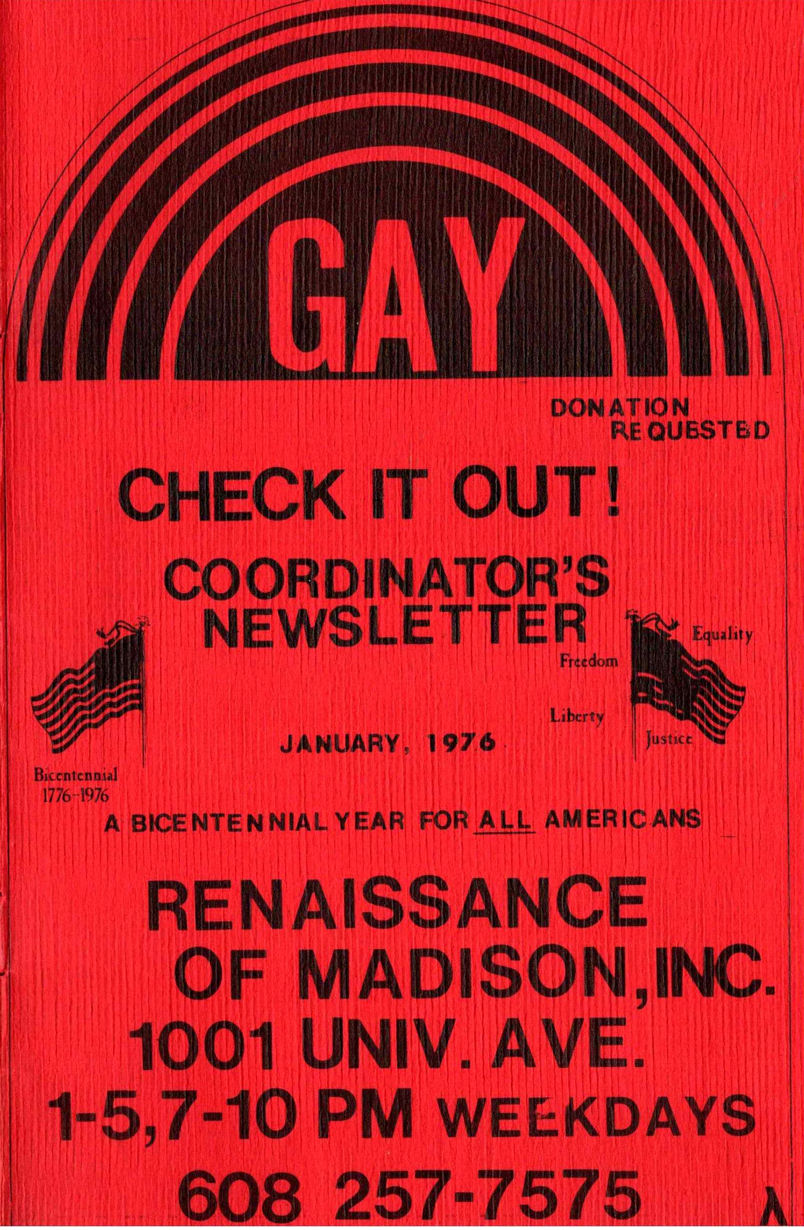 GAY
DONATION
REQUESTED
CHECK IT OUT!
COORDINATOR'S
NEWSLETTER
Equality
Freedom
Liberty
Justice
JANUARY, 1976
Bicentennial
1776-1976
A BICENTENNIAL YEAR FOR ALL AMERICANS
RENAISSANCE
OF MADISON, INC.
1001 UNIV. AVE.
1-5, 7-10 PM WEEKDAYS
608 257-7575
λ